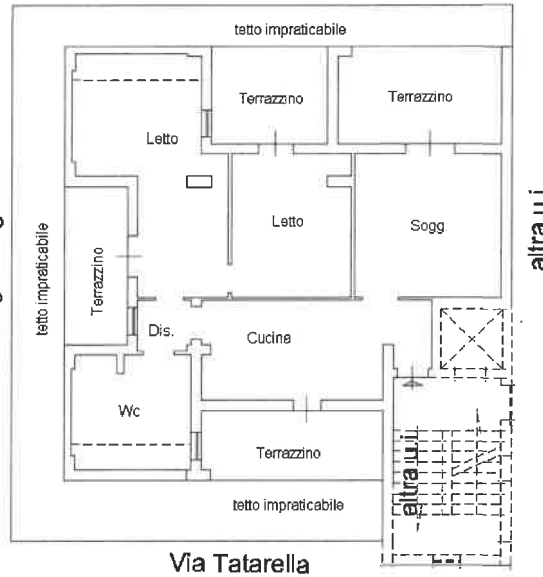 tetto impraticabile
Terrazzino
Terrazzino
Letto
Letto
Sogg.
altra u.i.
tetto impraticabile
Terrazzino
Dis.
Cucina
Wc
Terrazzino
altra u.i.
tetto impraticabile
Via Tatarella